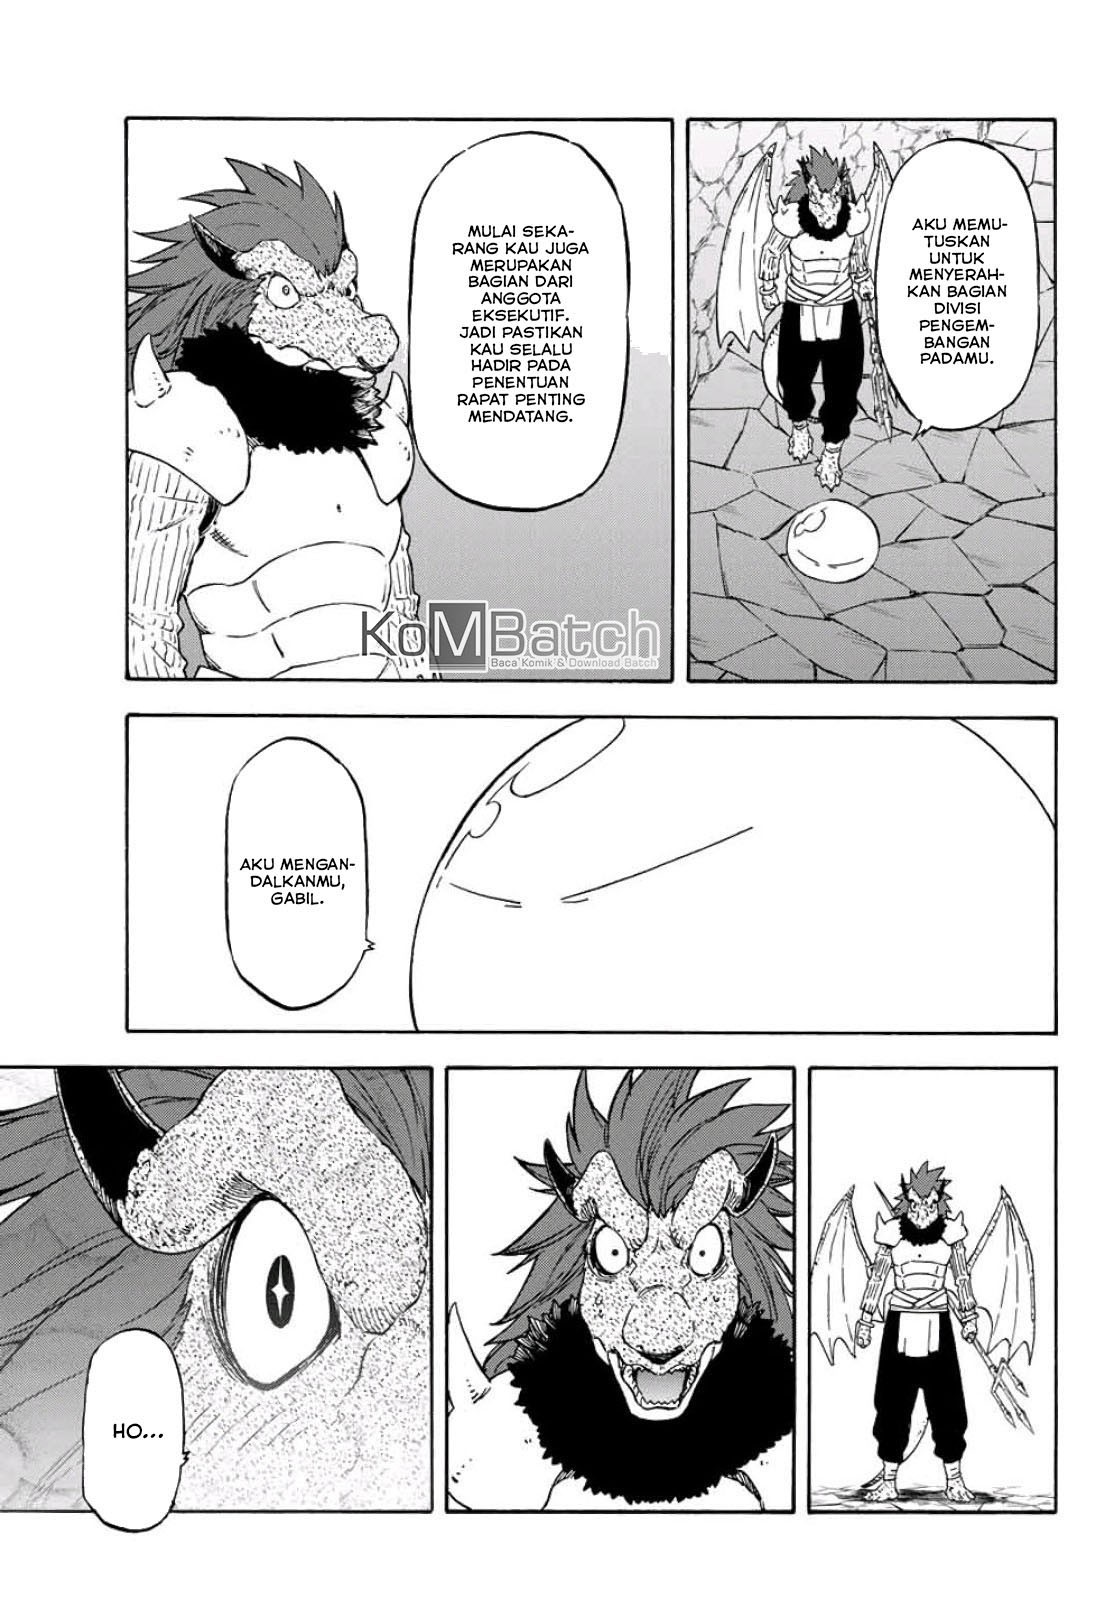 AKU MEMU-
TUSKAN
UNTUK
MENYERAH-
KAN BAGIAN
DIVISI
PENGEM-
BANGAN
PADAMU.
MULAI SEKA-
RANG KAU JUGA
MERUPAKAN
BAGIAN DARI
ANGGOTA
EKSEKUTIF.
JADI PASTIKAN
KAU SELALU
HADIR PADA
PENENTUAN
RAPAT PENTING
MENDATANG.
KoMBatch
Baca Komik & Download Batch
AKU MENGAN-
DALKANMU,
GABIL.
HO...